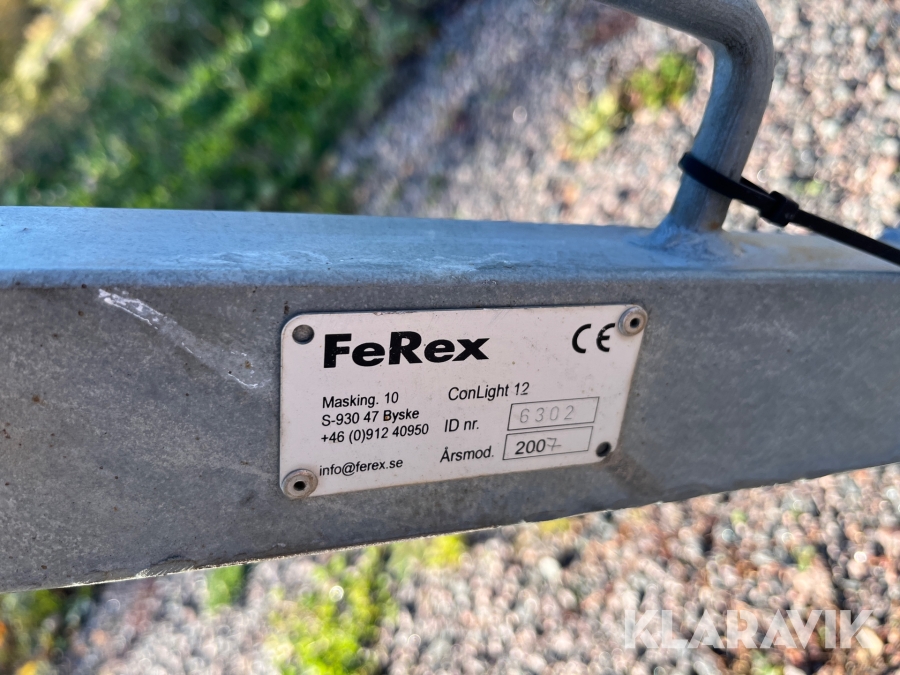 FeRex CE
Masking. 10
S-930 47 Byske
+46 (0)912 40950
info@ferex.se
ConLight 12
ID nr. 6302
Årsmod. 2007
KLARAVIK